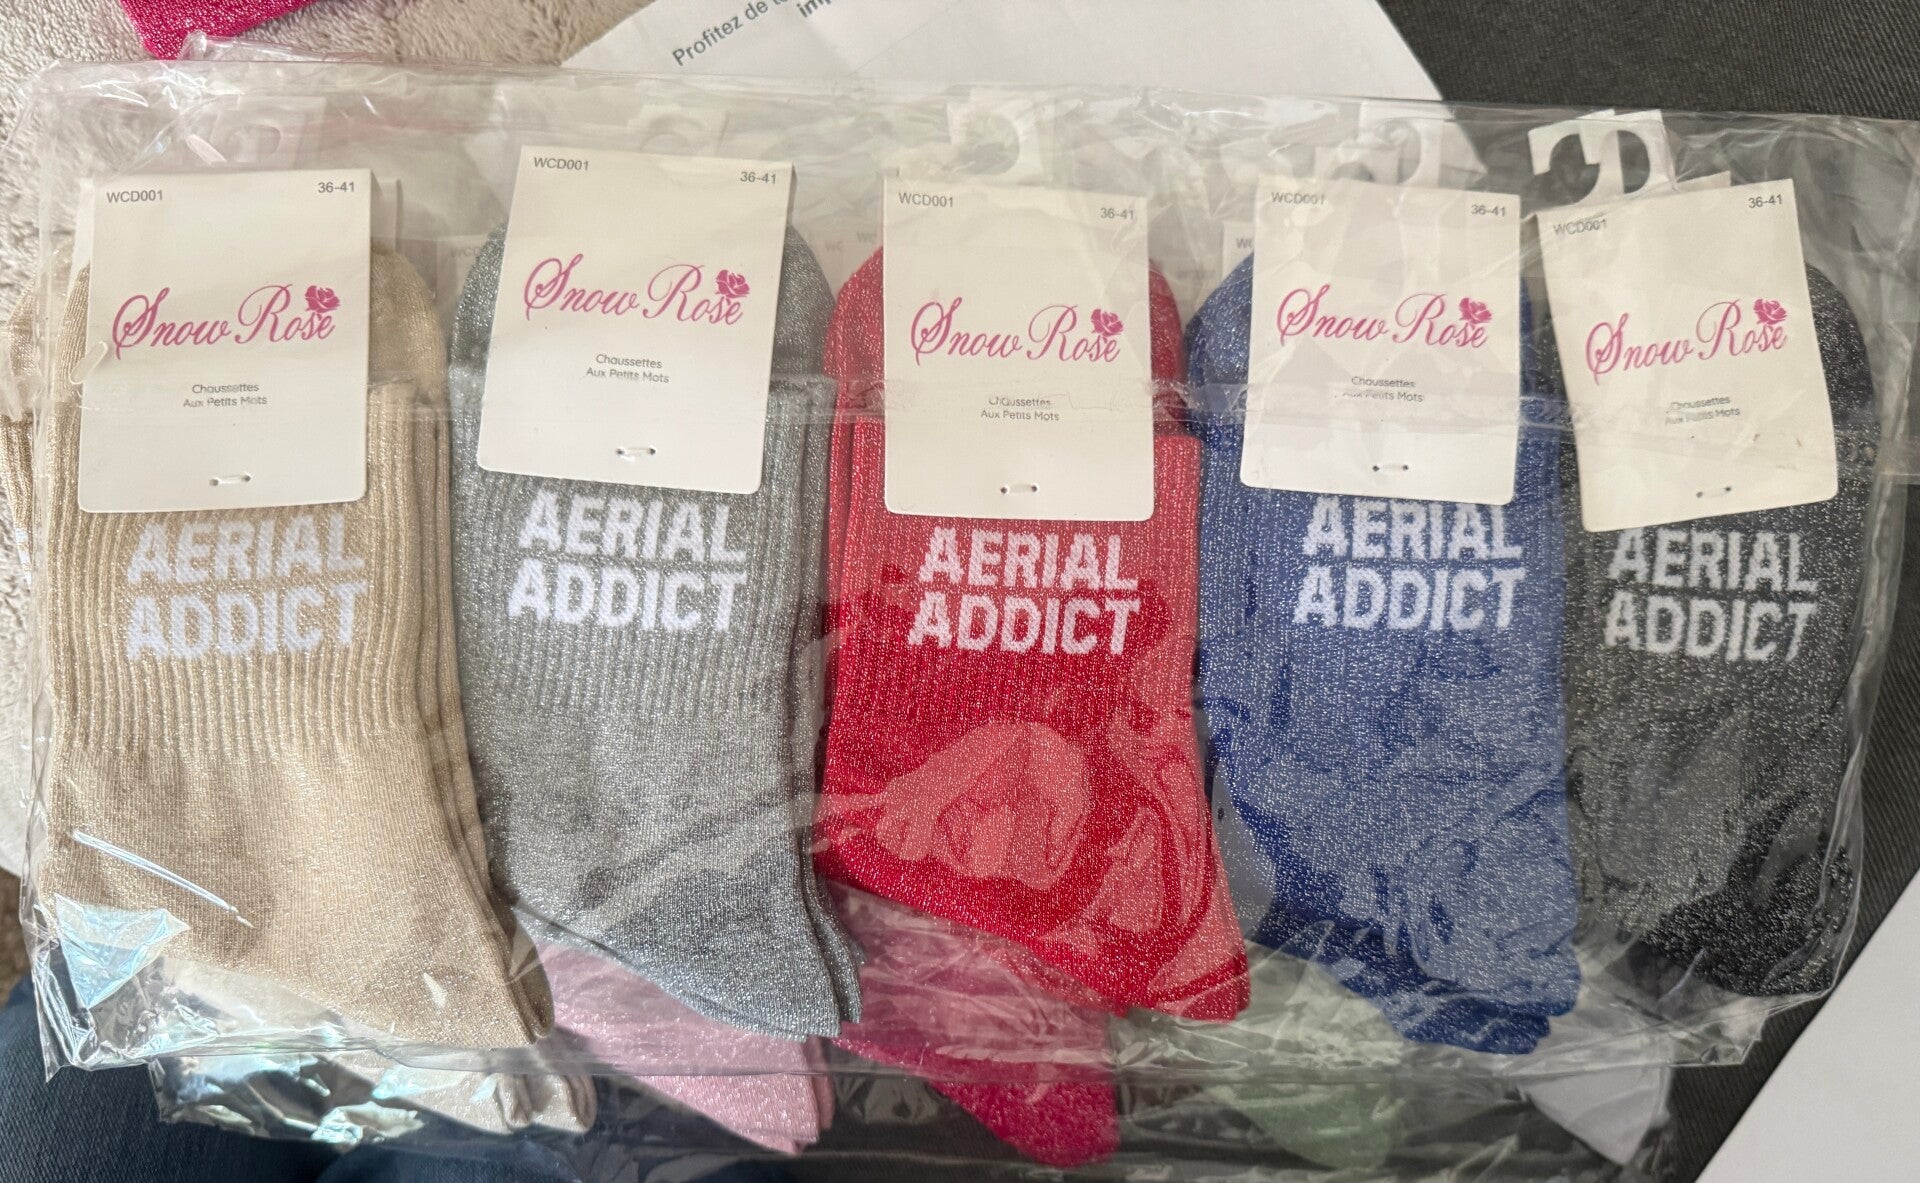 Profitez de
WCD001
36-41
Snow Rose
Chaussettes
Aux Petits Mots
AERIAL
ADDICT
WCD001
36-41
Snow Rose
Chaussettes
Aux Petits Mots
AERIAL
ADDICT
WCD001
36-41
Snow Rose
Chaussettes
Aux Petits Mots
AERIAL
ADDICT
WCD001
36-41
Snow Rose
Chaussettes
Aux Petits Mots
AERIAL
ADDICT
WCD001
36-41
Snow Rose
Chaussettes
Aux Petits Mots
AERIAL
ADDICT